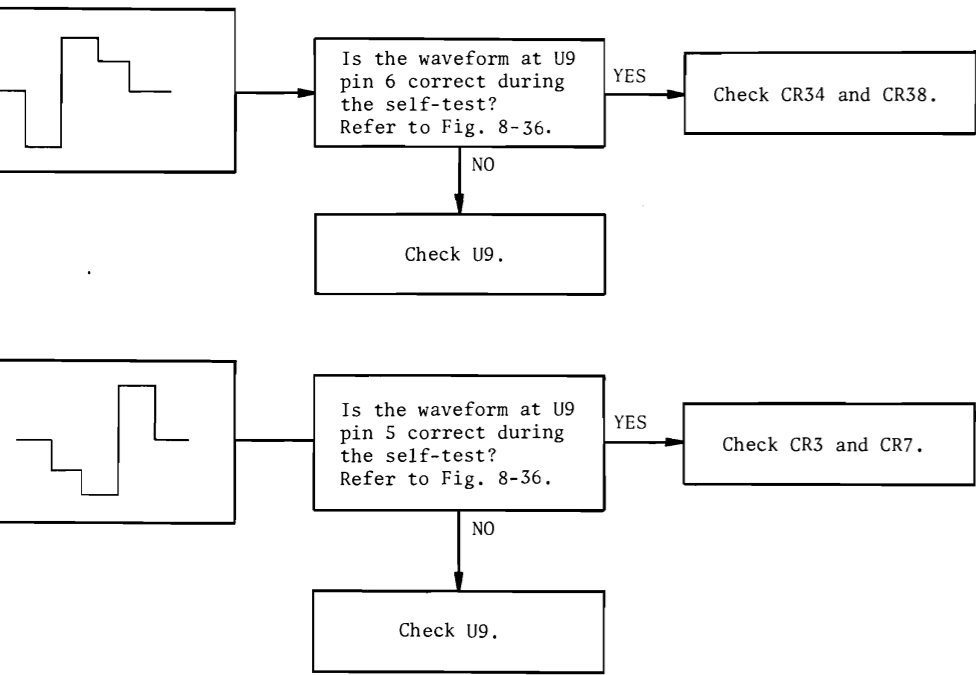 Is the waveform at U9
pin 6 correct during
the self-test?
Refer to Fig. 8-36.
YES
Check CR34 and CR38.
NO
Check U9.
Is the waveform at U9
pin 5 correct during
the self-test?
Refer to Fig. 8-36.
YES
Check CR3 and CR7.
NO
Check U9.